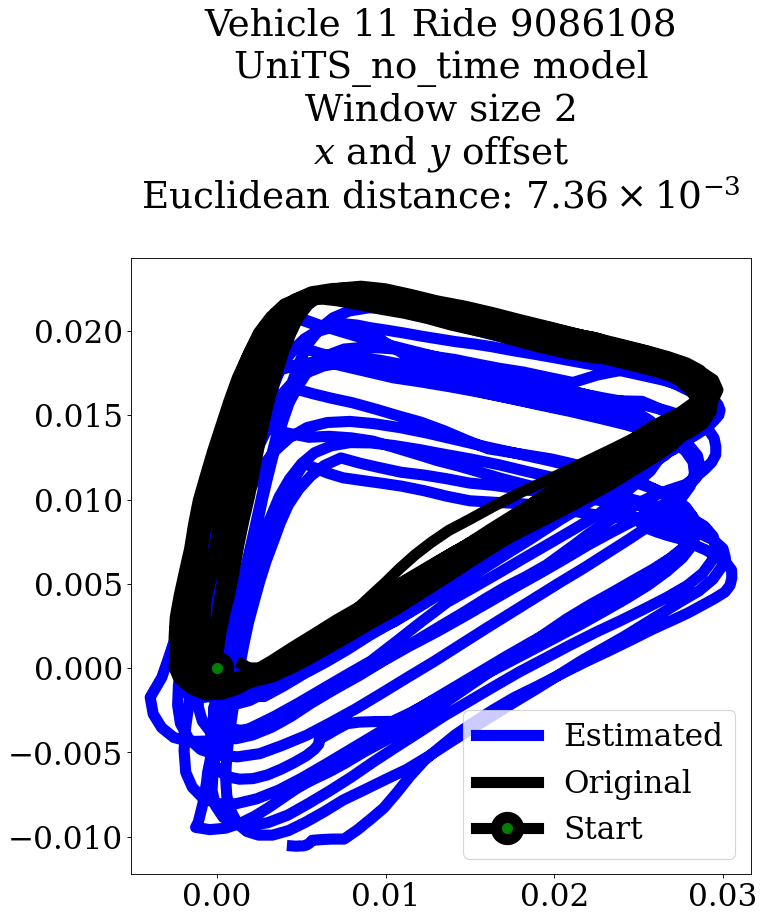 Vehicle 11 Ride 9086108
UniTS_no_time model
Window size 2
x and y offset
Euclidean distance: 7.36 × 10⁻³
0.020
0.015
0.010
0.005
0.000
−0.005
−0.010
Estimated
Original
Start
0.00 0.01 0.02 0.03